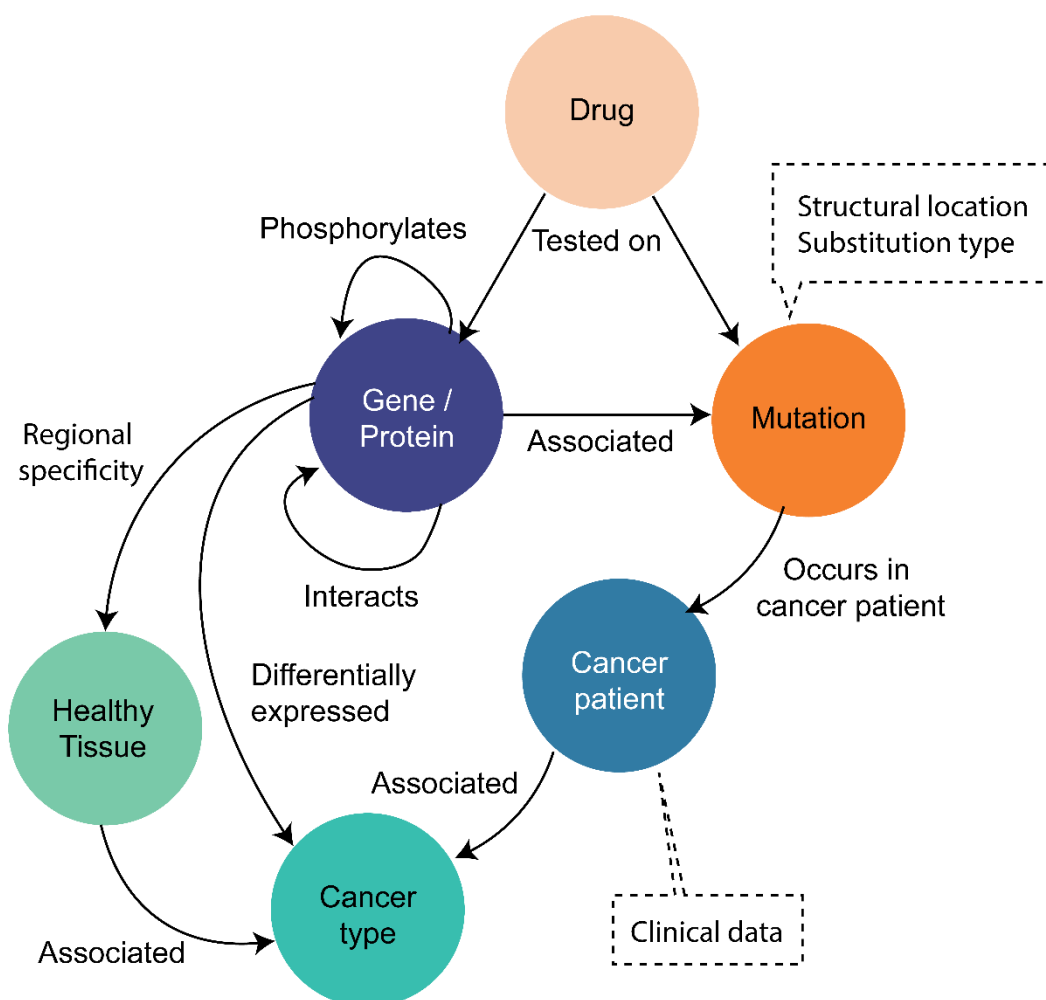 Drug
Structural location
Substitution type
Phosphorylates
Tested on
Gene /
Protein
Associated
Mutation
Regional
specificity
Interacts
Occurs in
cancer patient
Cancer
patient
Differentially
expressed
Healthy
Tissue
Associated
Cancer
type
Clinical data
Associated